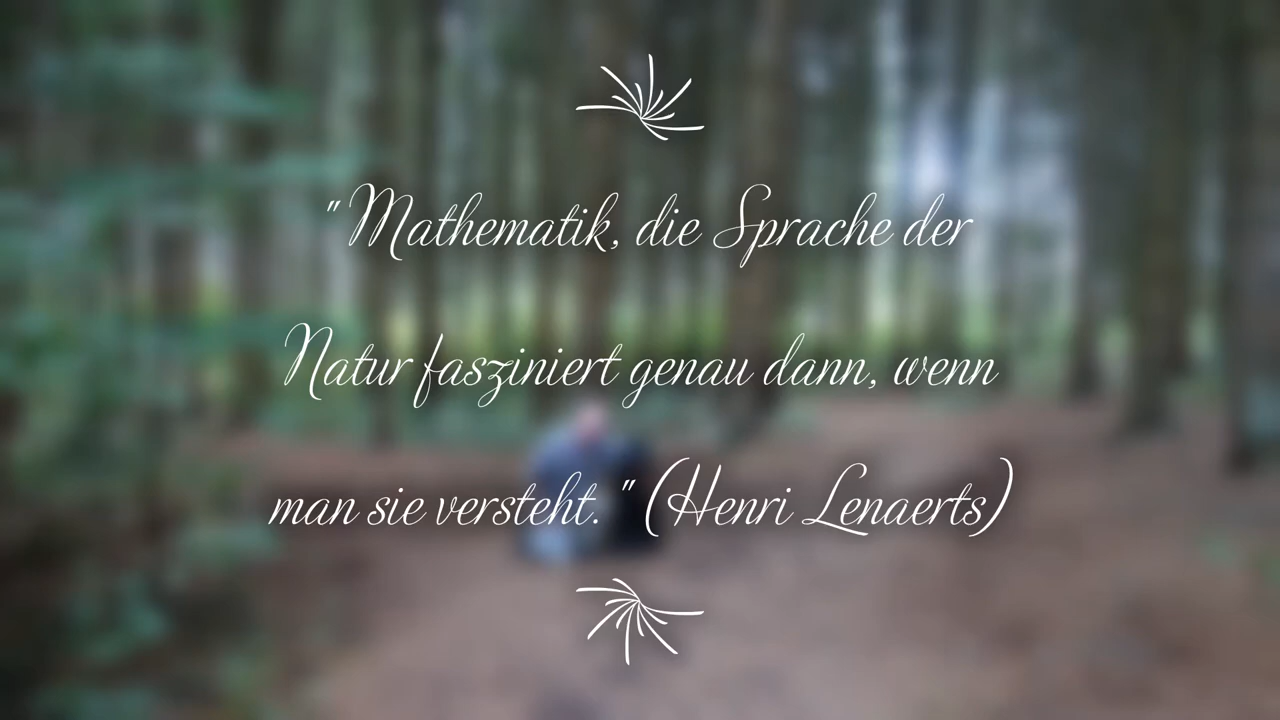 "Mathematik, die Sprache der
Natur fasziniert genau dann, wenn
man sie versteht." (Henri Lenaerts)